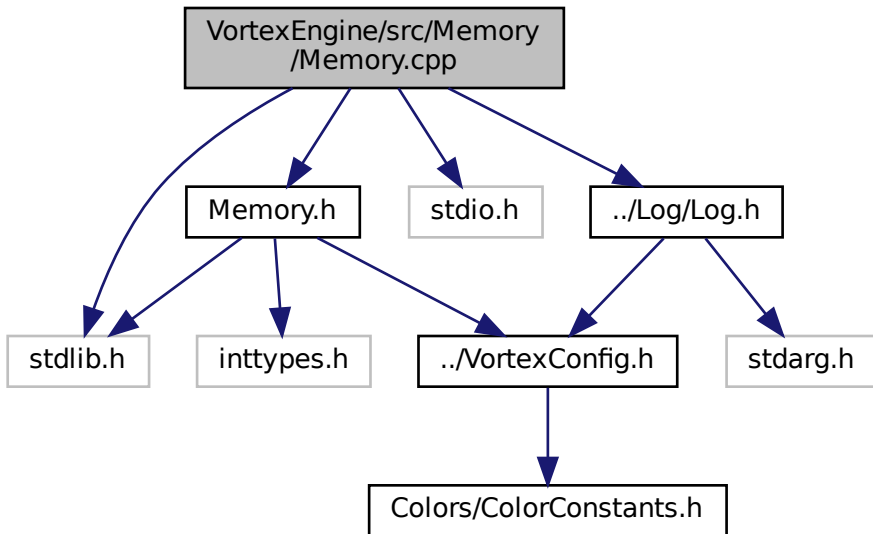 VortexEngine/src/Memory
/Memory.cpp
Memory.h
stdio.h
../Log/Log.h
stdlib.h
inttypes.h
../VortexConfig.h
stdarg.h
Colors/ColorConstants.h